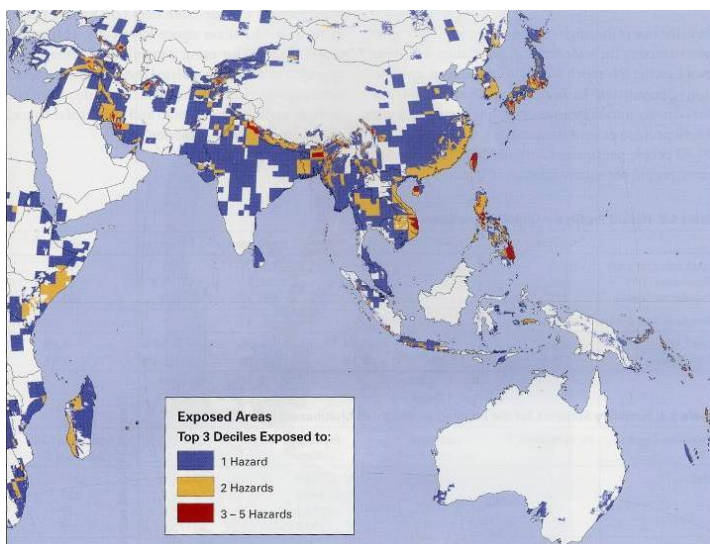 Exposed Areas
Top 3 Deciles Exposed to:
1 Hazard
2 Hazards
3 – 5 Hazards